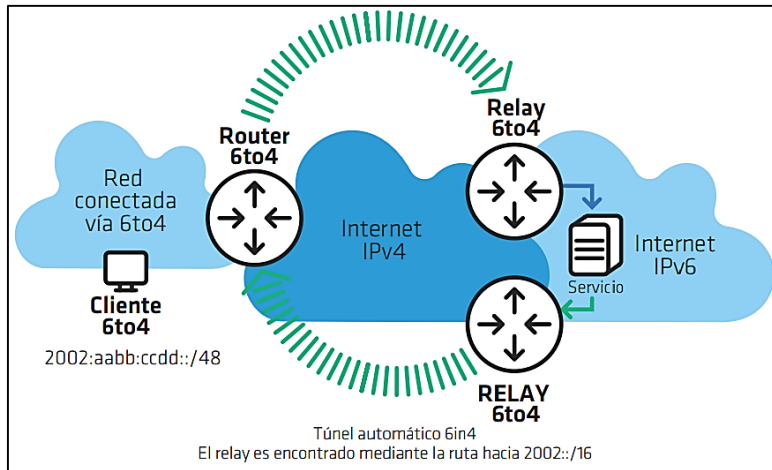 Router
6to4
Relay
6to4
Red
conectada
vía 6to4
Internet
IPv4
Internet
IPv6
Servicio
Cliente
6to4
2002:aabb:ccdd::/48
RELAY
6to4
Túnel automático 6in4
El relay es encontrado mediante la ruta hacia 2002::/16